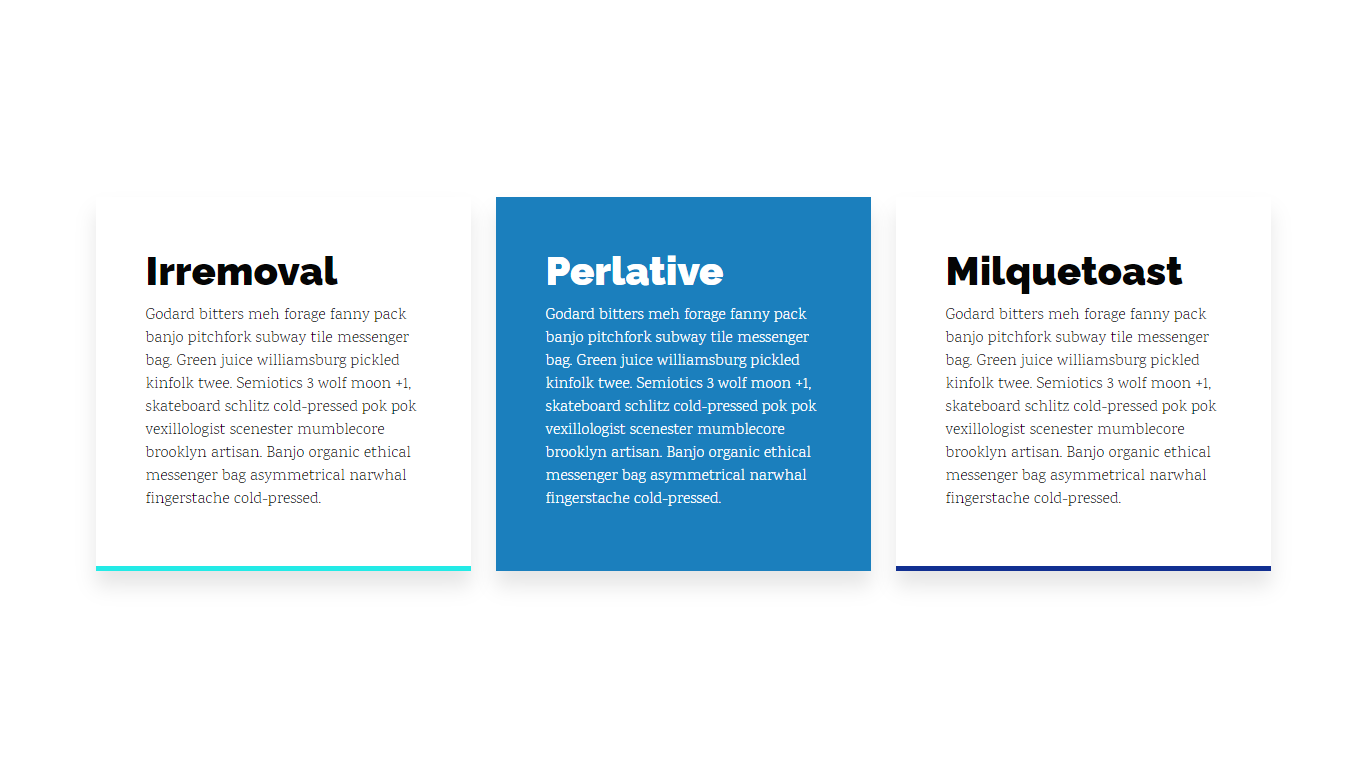 Irremoval
Godard bitters meh forage fanny pack
banjo pitchfork subway tile messenger
bag. Green juice williamsburg pickled
kinfolk twee. Semiotics 3 wolf moon +1,
skateboard schlitz cold-pressed pok pok
vexillologist scenester mumblecore
brooklyn artisan. Banjo organic ethical
messenger bag asymmetrical narwhal
fingerstache cold-pressed.
Perlative
Godard bitters meh forage fanny pack
banjo pitchfork subway tile messenger
bag. Green juice williamsburg pickled
kinfolk twee. Semiotics 3 wolf moon +1,
skateboard schlitz cold-pressed pok pok
vexillologist scenester mumblecore
brooklyn artisan. Banjo organic ethical
messenger bag asymmetrical narwhal
fingerstache cold-pressed.
Milquetoast
Godard bitters meh forage fanny pack
banjo pitchfork subway tile messenger
bag. Green juice williamsburg pickled
kinfolk twee. Semiotics 3 wolf moon +1,
skateboard schlitz cold-pressed pok pok
vexillologist scenester mumblecore
brooklyn artisan. Banjo organic ethical
messenger bag asymmetrical narwhal
fingerstache cold-pressed.